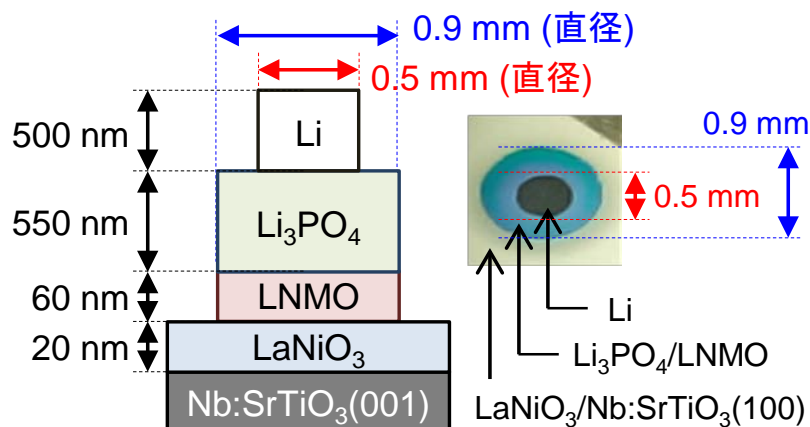 0.9 mm (直径)
0.5 mm (直径)
500 nm
Li
550 nm
Li₃PO₄
60 nm
LNMO
20 nm
LaNiO₃
Nb:SrTiO₃(001)
0.9 mm
0.5 mm
Li
Li₃PO₄/LNMO
LaNiO₃/Nb:SrTiO₃(100)